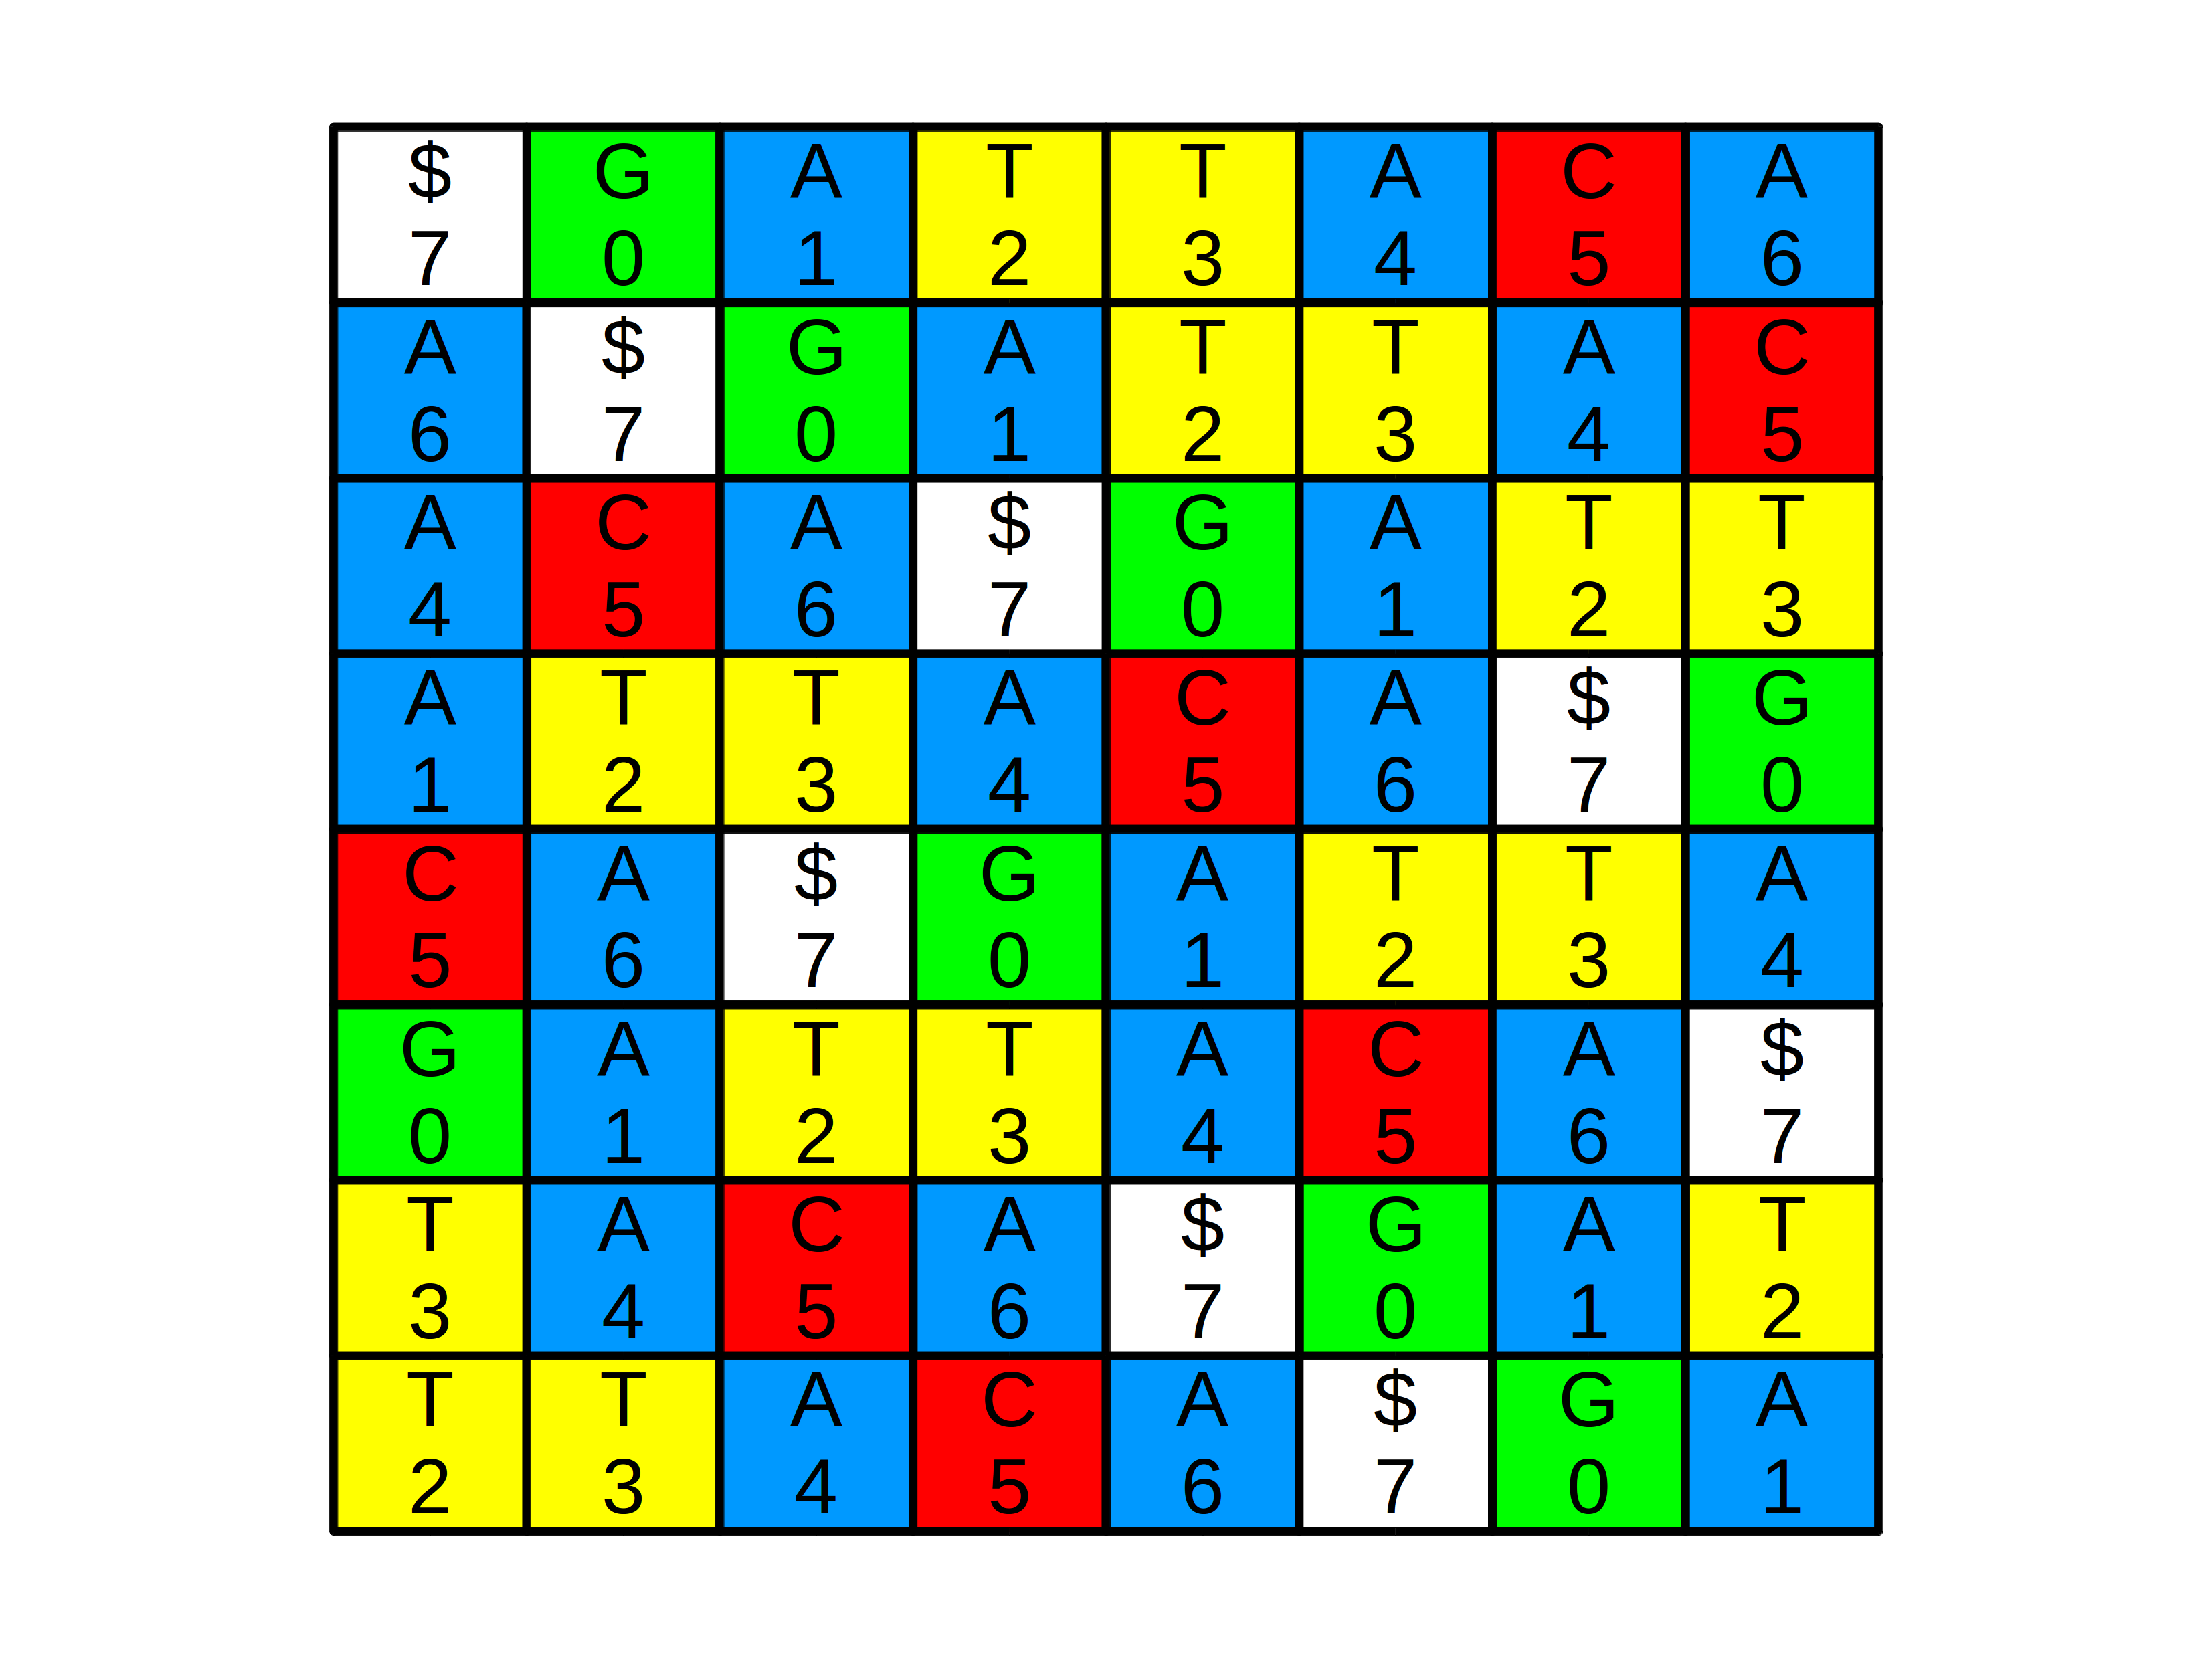 $ G A T T A C A
7 0 1 2 3 4 5 6
A $ G A T T A C
6 7 0 1 2 3 4 5
A C A $ G A T T
4 5 6 7 0 1 2 3
A T T A C A $ G
1 2 3 4 5 6 7 0
C A $ G A T T A
5 6 7 0 1 2 3 4
G A T T A C A $
0 1 2 3 4 5 6 7
T A C A $ G A T
3 4 5 6 7 0 1 2
T T A C A $ G A
2 3 4 5 6 7 0 1